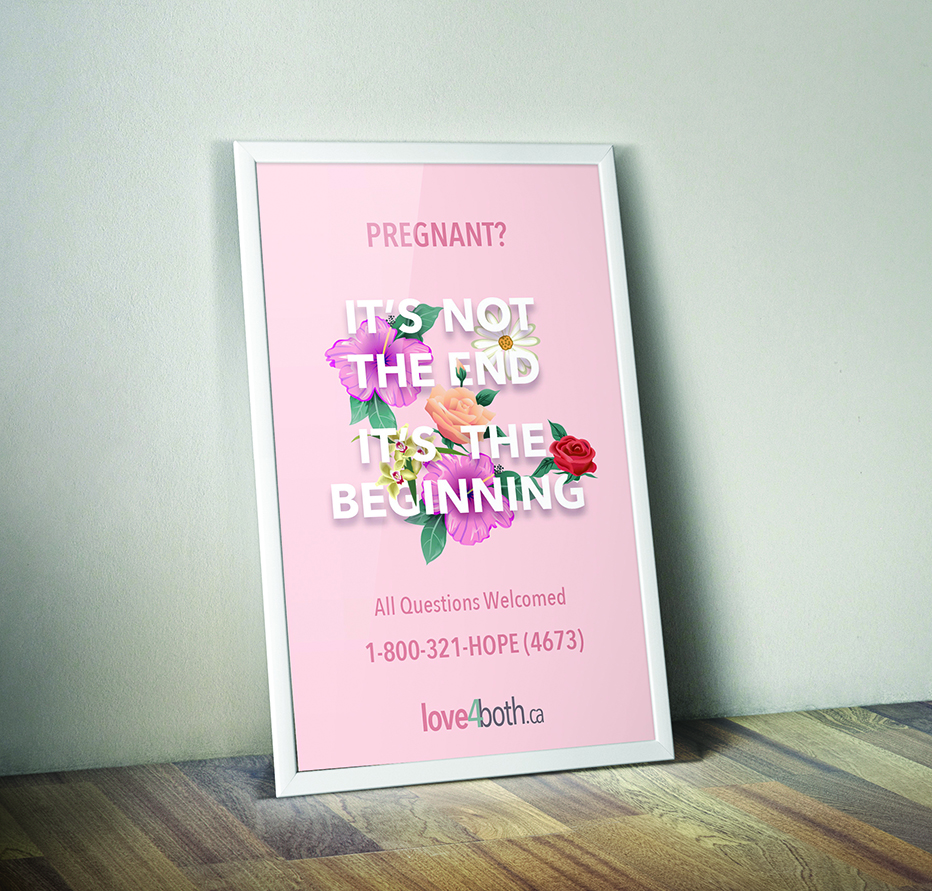 PREGNANT?
IT'S NOT
THE END
IT'S THE
BEGINNING
All Questions Welcomed
1-800-321-HOPE (4673)
love4both.ca